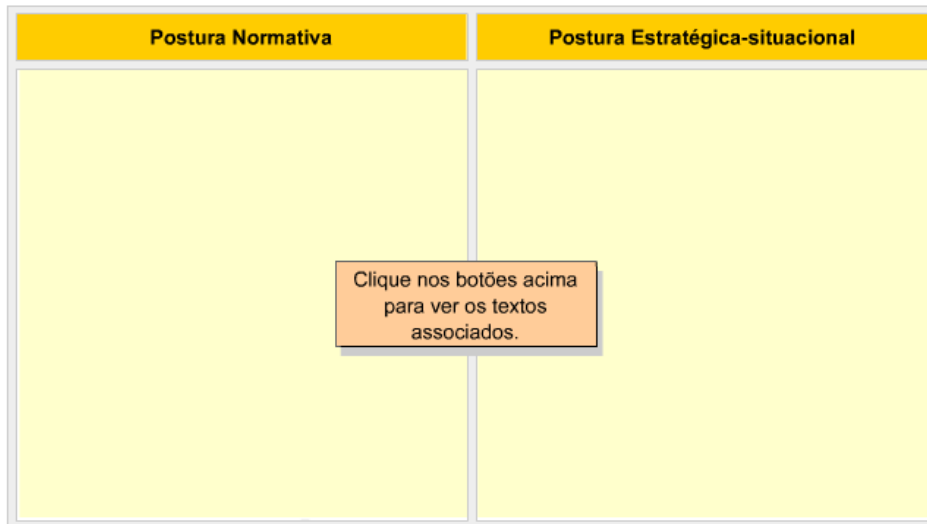 Postura Normativa
Postura Estratégica-situacional
Clique nos botões acima
para ver os textos
associados.